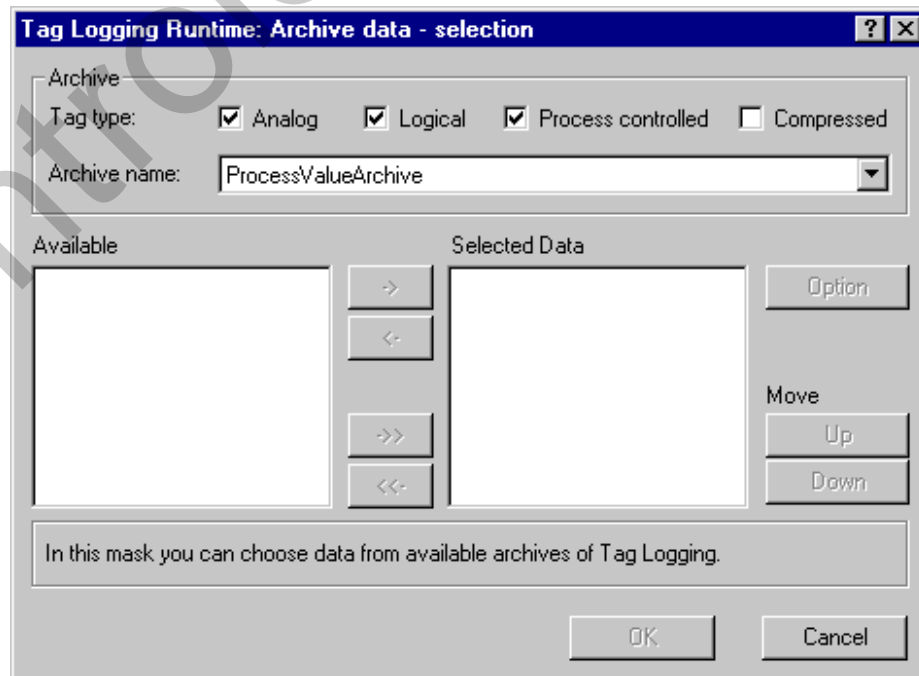 Tag Logging Runtime: Archive data - selection
Archive
Tag type: Analog Logical Process controlled Compressed
Archive name: ProcessValueArchive
Available Selected Data
-> Option
<-
Move
->> Up
<<- Down
In this mask you can choose data from available archives of Tag Logging.
OK Cancel